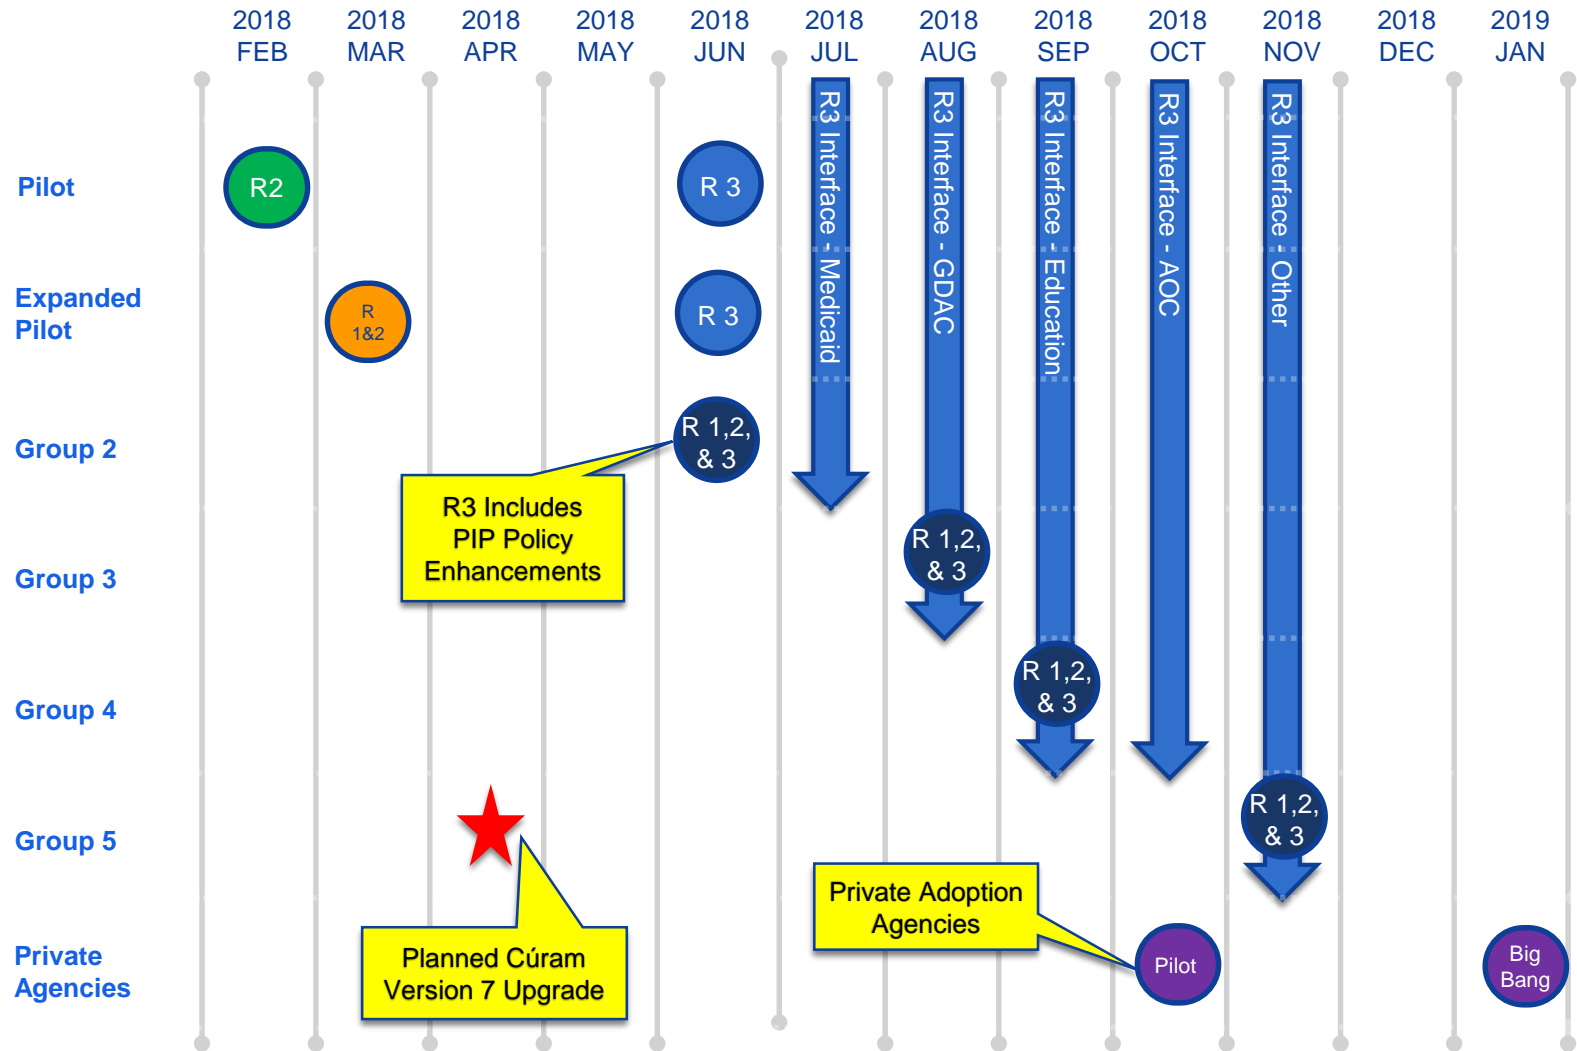 2018
FEB
2018
MAR
2018
APR
2018
MAY
2018
JUN
2018
JUL
2018
AUG
2018
SEP
2018
OCT
2018
NOV
2018
DEC
2019
JAN
R3 Interface - Medicaid
R3 Interface - GDAC
R3 Interface - Education
R3 Interface - AOC
R3 Interface - Other
Pilot
R2
R 3
Expanded
Pilot
R
1&2
R 3
Group 2
R 1,2,
& 3
R3 Includes
PIP Policy
Enhancements
Group 3
R 1,2,
& 3
Group 4
R 1,2,
& 3
Group 5
R 1,2,
& 3
Private
Agencies
Planned Cúram
Version 7 Upgrade
Private Adoption
Agencies
Pilot
Big
Bang